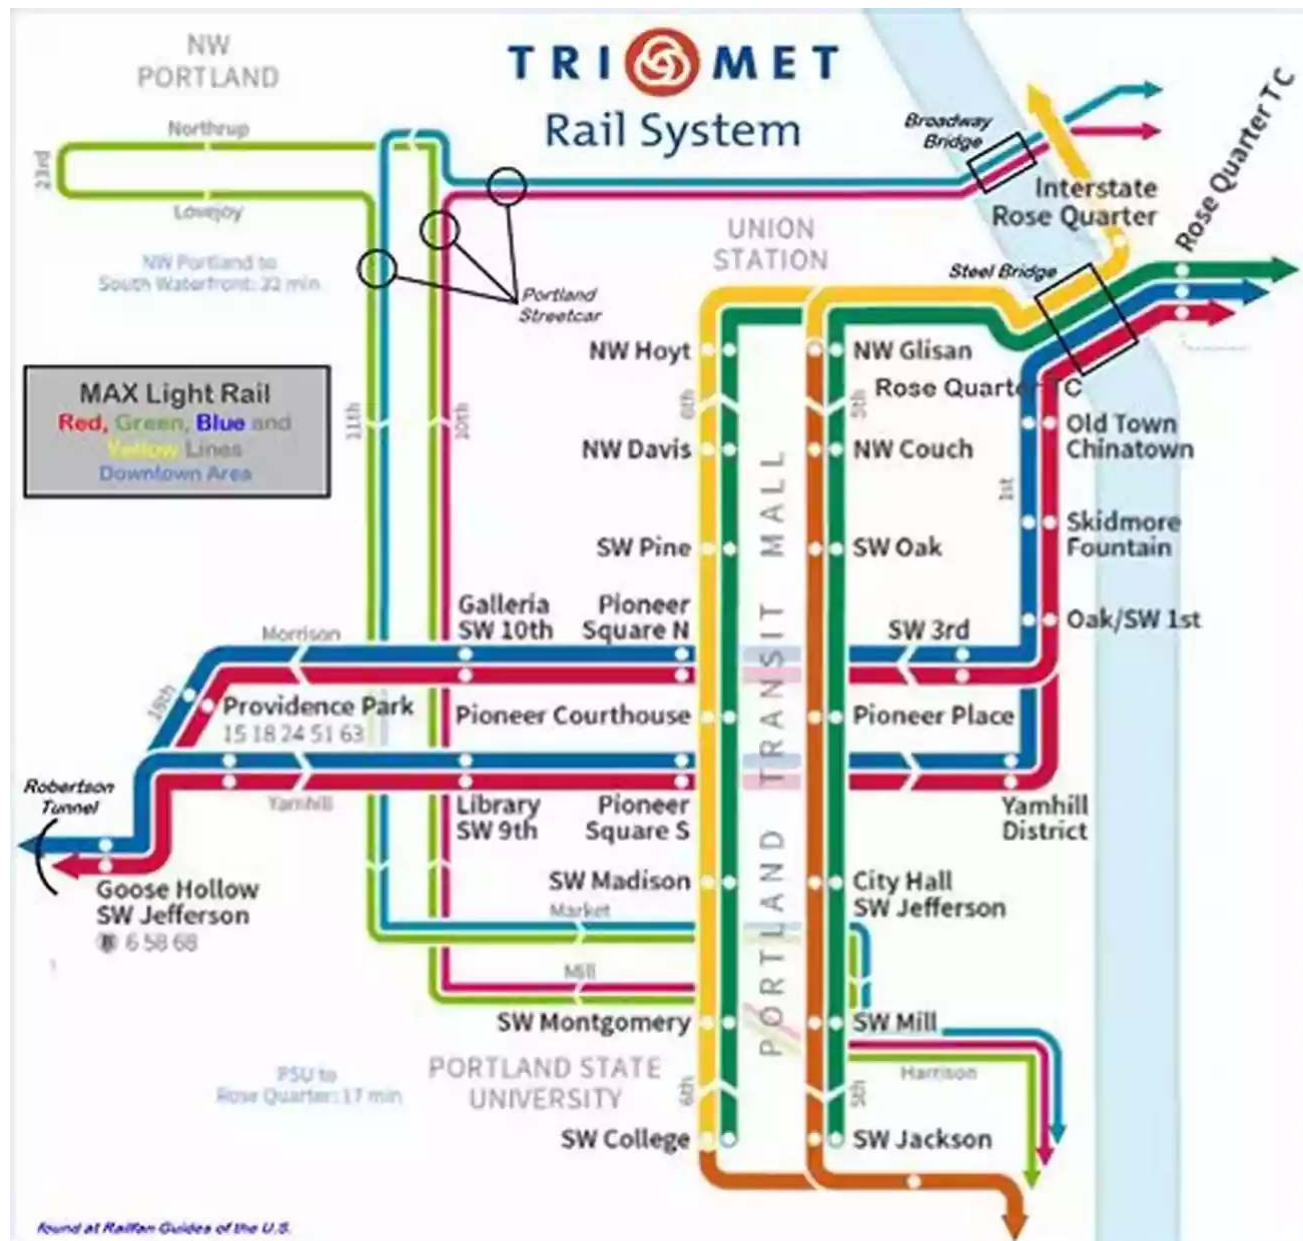 NW
PORTLAND
TRI MET
Rail System
Northrup
23rd
Lovejoy
NW Portland to
South Waterfront: 22 min
Broadway
Bridge
Rose Quarter TC
Interstate
Rose Quarter
UNION
STATION
Steel Bridge
Portland
Streetcar
NW Hoyt
NW Glisan
Rose Quarter TC
MAX Light Rail
Red, Green, Blue and
Yellow Lines
Downtown Area
11th
10th
6th
5th
Old Town
Chinatown
NW Davis
NW Couch
1st
Skidmore
Fountain
SW Pine
SW Oak
PORTLAND TRANSIT MALL
Galleria
SW 10th
Pioneer
Square N
SW 3rd
Oak/SW 1st
Morrison
18th
Providence Park
15 18 24 51 63
Pioneer Courthouse
Pioneer Place
Robertson
Tunnel
Yamhill
Library
SW 9th
Pioneer
Square S
Yamhill
District
Goose Hollow
SW Jefferson
6 58 68
SW Madison
City Hall
SW Jefferson
Market
Mill
SW Montgomery
SW Mill
Harrison
PSU to
Rose Quarter: 17 min
PORTLAND STATE
UNIVERSITY
6th
5th
SW College
SW Jackson
found at Railfan Guides of the U.S.